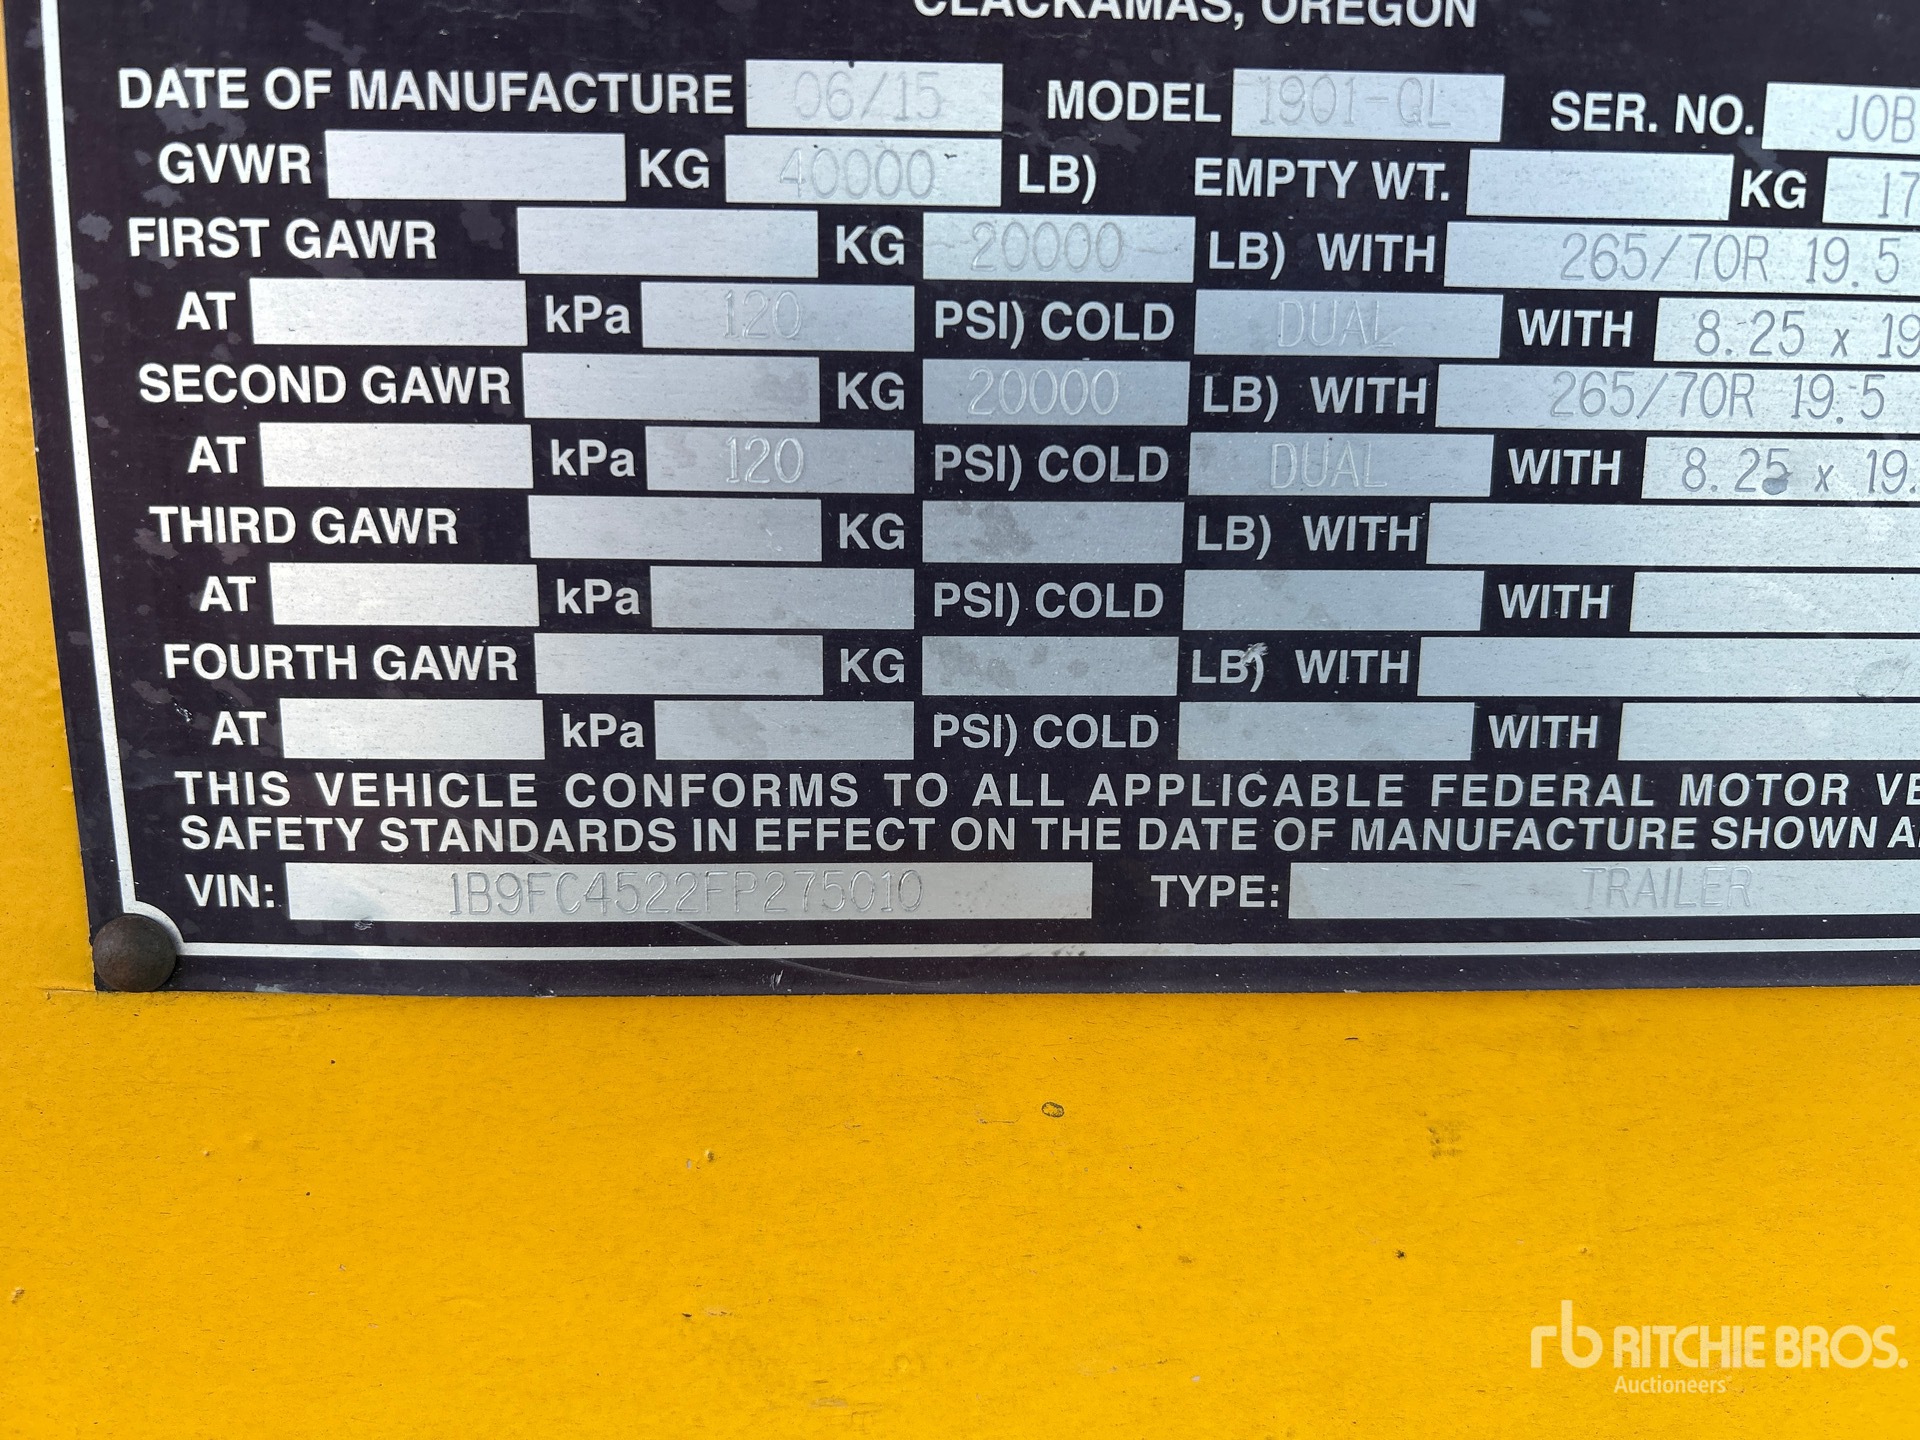 CLACKAMAS, OREGON
DATE OF MANUFACTURE 06/15 MODEL 1901-QL SER. NO. JOB
GVWR KG 40000 LB) EMPTY WT. KG 17
FIRST GAWR KG 20000 LB) WITH 265/70R 19.5
AT kPa 120 PSI) COLD DUAL WITH 8.25 x 19
SECOND GAWR KG 20000 LB) WITH 265/70R 19.5
AT kPa 120 PSI) COLD DUAL WITH 8.25 x 19.
THIRD GAWR KG LB) WITH
AT kPa PSI) COLD WITH
FOURTH GAWR KG LB) WITH
AT kPa PSI) COLD WITH
THIS VEHICLE CONFORMS TO ALL APPLICABLE FEDERAL MOTOR VE
SAFETY STANDARDS IN EFFECT ON THE DATE OF MANUFACTURE SHOWN A
VIN: 1B9FC4522FP275010 TYPE: TRAILER
rb RITCHIE BROS.
Auctioneers